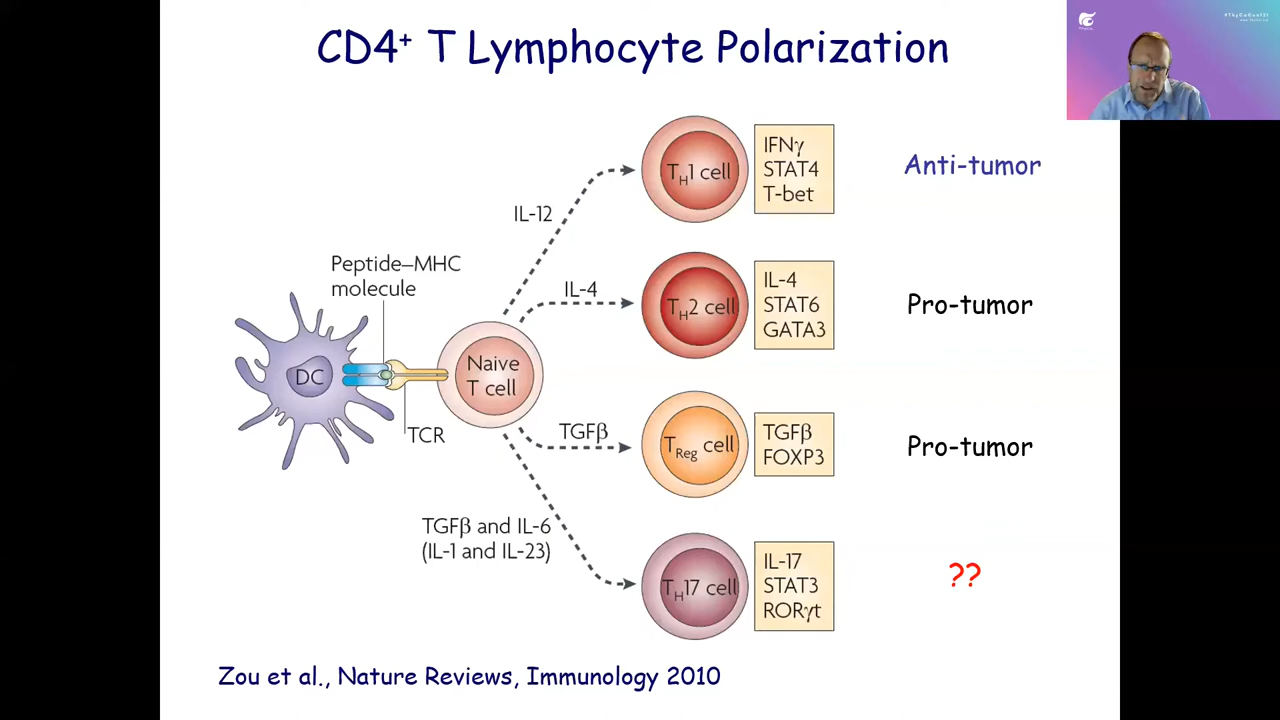 CD4⁺ T Lymphocyte Polarization
T_H1 cell
IFNγ
STAT4
T-bet
Anti-tumor
IL-12
Peptide–MHC
molecule
IL-4
T_H2 cell
IL-4
STAT6
GATA3
Pro-tumor
DC
Naive
T cell
TCR
TGFβ
T_Reg cell
TGFβ
FOXP3
Pro-tumor
TGFβ and IL-6
(IL-1 and IL-23)
T_H17 cell
IL-17
STAT3
RORγt
??
Zou et al., Nature Reviews, Immunology 2010